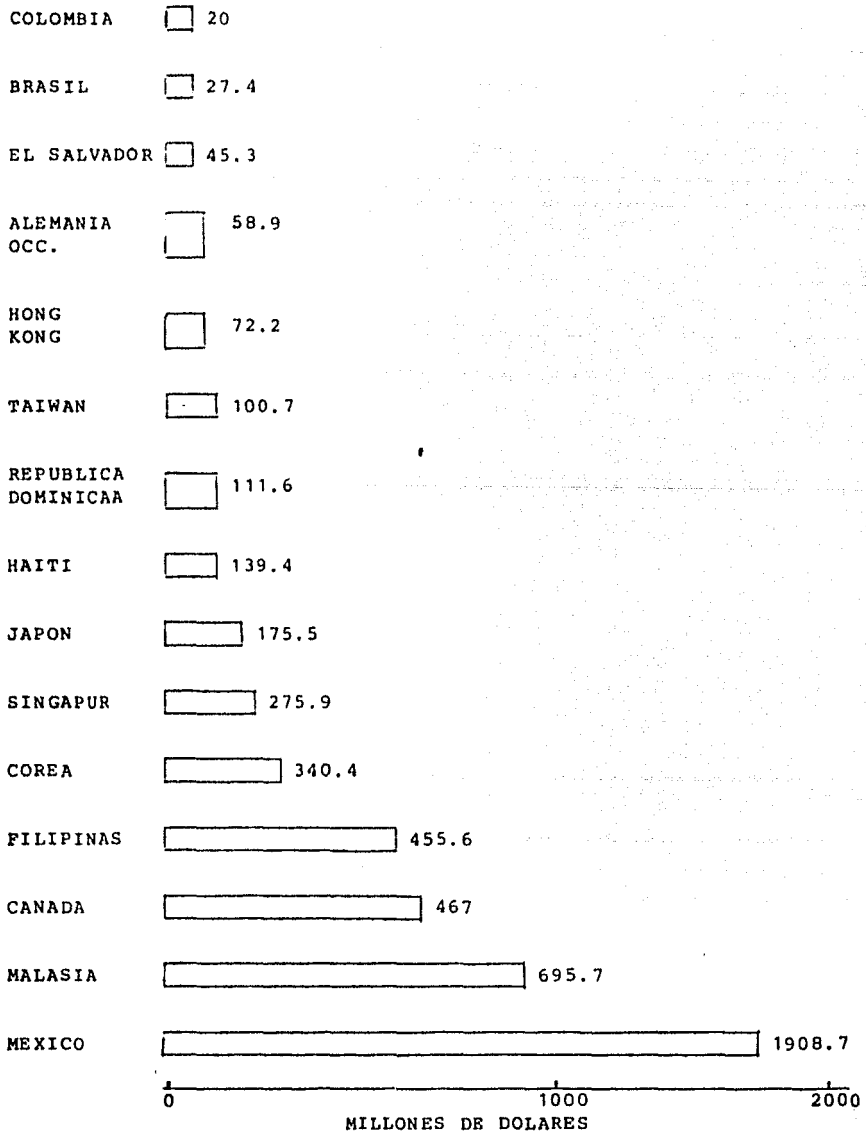 COLOMBIA 20
BRASIL 27.4
EL SALVADOR 45.3
ALEMANIA 58.9
OCC.
HONG
KONG 72.2
TAIWAN 100.7
REPUBLICA
DOMINICAA 111.6
HAITI 139.4
JAPON 175.5
SINGAPUR 275.9
COREA 340.4
FILIPINAS 455.6
CANADA 467
MALASIA 695.7
MEXICO 1908.7
0 1000 2000
MILLONES DE DOLARES